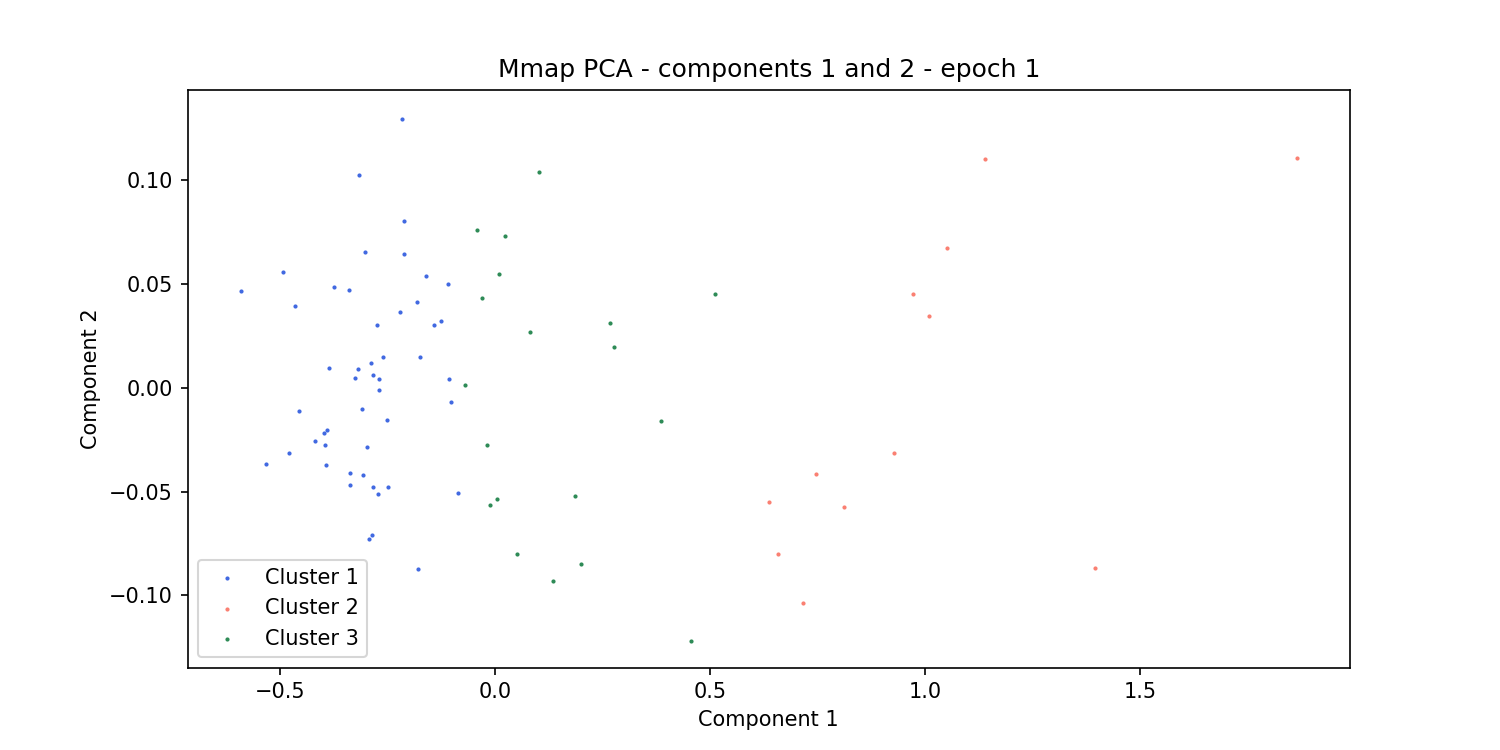 Mmap PCA - components 1 and 2 - epoch 1
Component 2
0.10
0.05
0.00
−0.05
−0.10
Cluster 1
Cluster 2
Cluster 3
−0.5 0.0 0.5 1.0 1.5
Component 1